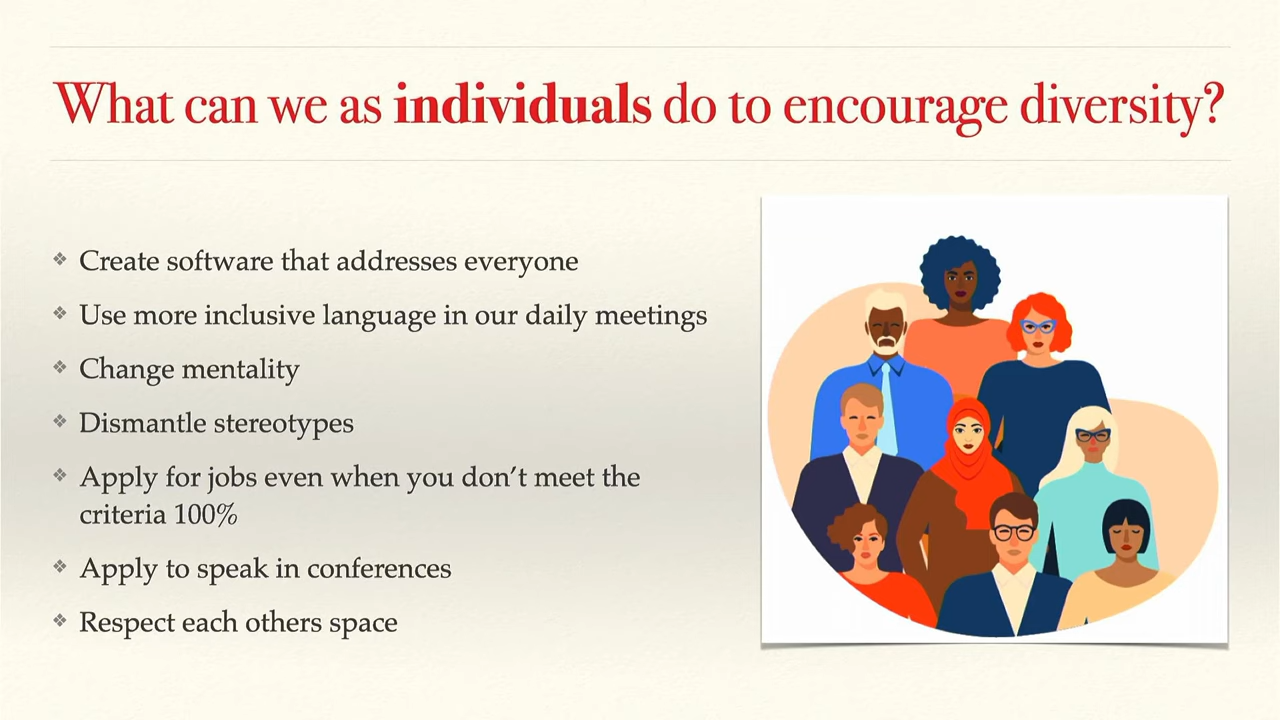 What can we as individuals do to encourage diversity?
❖ Create software that addresses everyone
❖ Use more inclusive language in our daily meetings
❖ Change mentality
❖ Dismantle stereotypes
❖ Apply for jobs even when you don’t meet the
criteria 100%
❖ Apply to speak in conferences
❖ Respect each others space